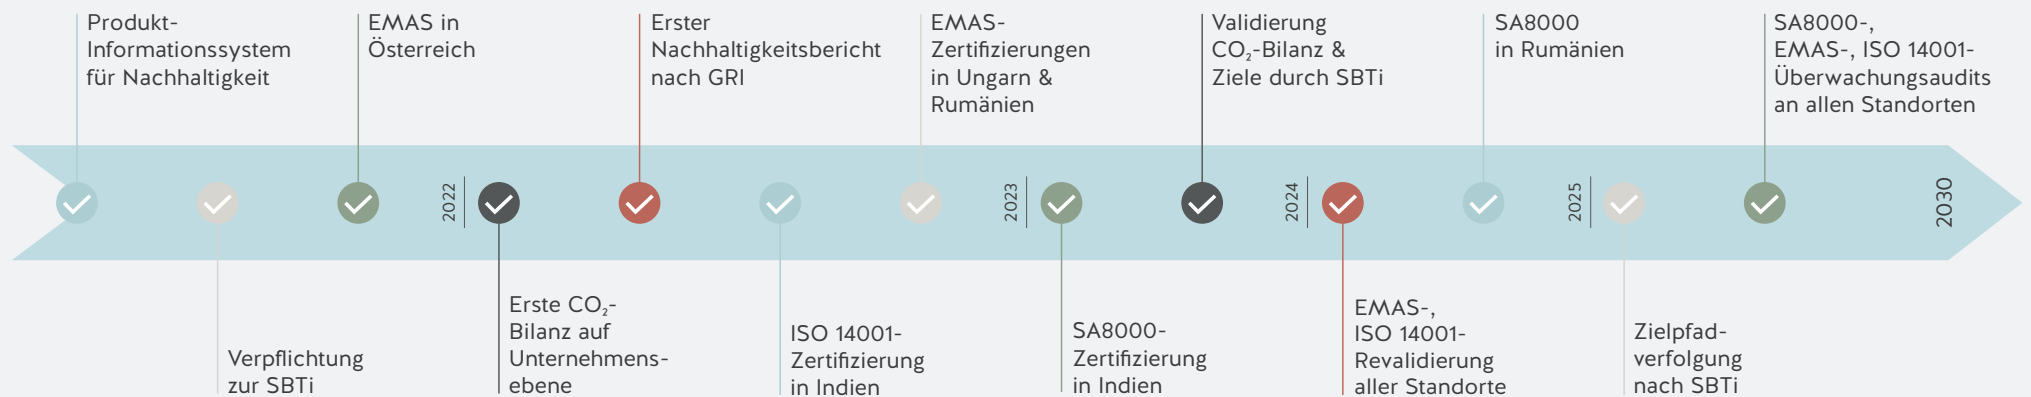 Produkt-
Informationssystem
für Nachhaltigkeit
EMAS in
Österreich
Erster
Nachhaltigkeitsbericht
nach GRI
EMAS-
Zertifizierungen
in Ungarn &
Rumänien
Validierung
CO₂-Bilanz &
Ziele durch SBTi
SA8000
in Rumänien
SA8000-,
EMAS-, ISO 14001-
Überwachungsaudits
an allen Standorten
2022
2023
2024
2025
2030
Verpflichtung
zur SBTi
Erste CO₂-
Bilanz auf
Unternehmens-
ebene
ISO 14001-
Zertifizierung
in Indien
SA8000-
Zertifizierung
in Indien
EMAS-,
ISO 14001-
Revalidierung
aller Standorte
Zielpfad-
verfolgung
nach SBTi